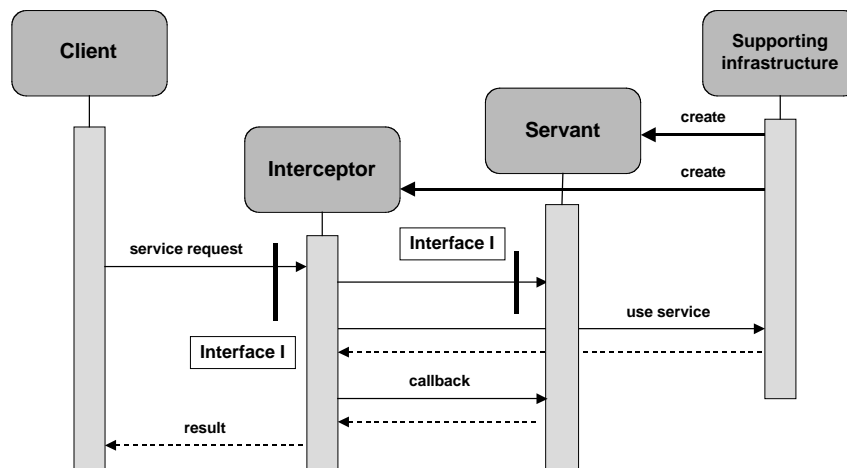 Client
Supporting
infrastructure
Servant
create
Interceptor
create
service request
Interface I
use service
Interface I
callback
result